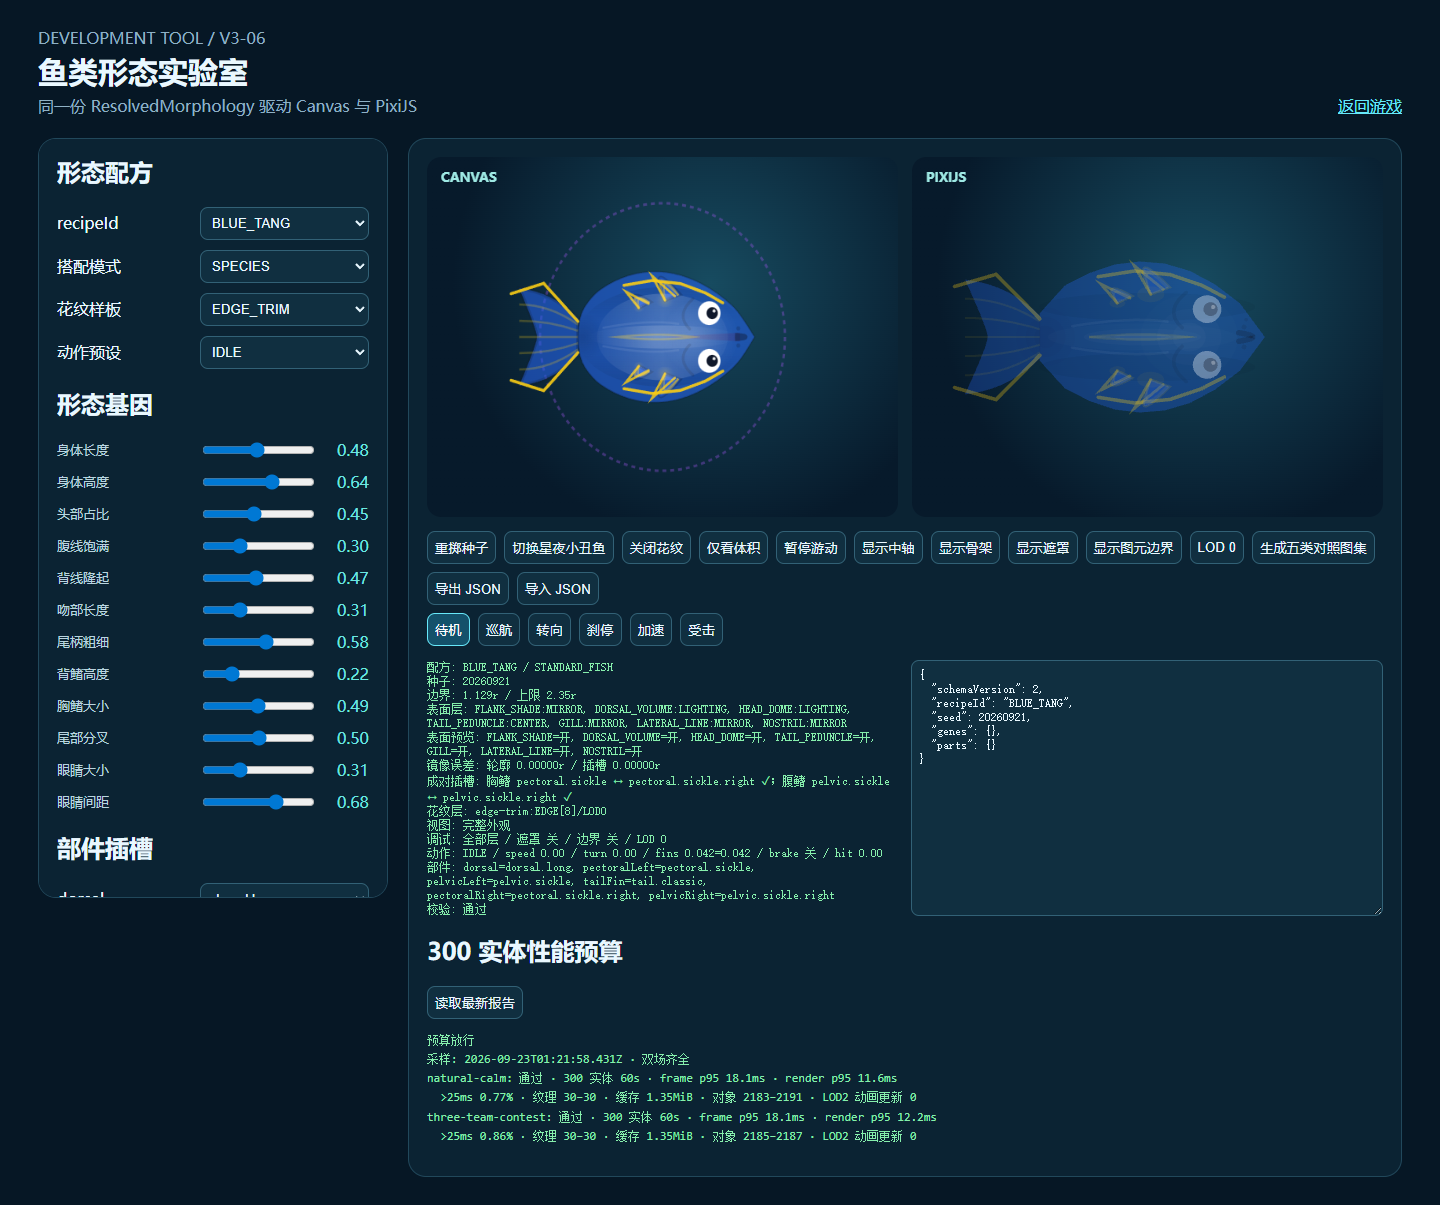 DEVELOPMENT TOOL / V3-06
鱼类形态实验室
同一份 ResolvedMorphology 驱动 Canvas 与 PixiJS
返回游戏
形态配方
recipeId
BLUE_TANG
搭配模式
SPECIES
花纹样板
EDGE_TRIM
动作预设
IDLE
形态基因
身体长度 0.48
身体高度 0.64
头部占比 0.45
腹线饱满 0.30
背线隆起 0.47
吻部长度 0.31
尾柄粗细 0.58
背鳍高度 0.22
胸鳍大小 0.49
尾部分叉 0.50
眼睛大小 0.31
眼睛间距 0.68
部件插槽
CANVAS
PIXIJS
重掷种子
切换星夜小丑鱼
关闭花纹
仅看体积
暂停游动
显示中轴
显示骨架
显示遮罩
显示图元边界
LOD 0
生成五类对照图集
导出 JSON
导入 JSON
待机
巡航
转向
刹停
加速
受击
配方: BLUE_TANG / STANDARD_FISH
种子: 20260921
边界: 1.129r / 上限 2.35r
表面层: FLANK_SHADE:MIRROR, DORSAL_VOLUME:LIGHTING, HEAD_DOME:LIGHTING,
TAIL_PEDUNCLE:CENTER, GILL:MIRROR, LATERAL_LINE:MIRROR, NOSTRIL:MIRROR
表面预览: FLANK_SHADE=开, DORSAL_VOLUME=开, HEAD_DOME=开, TAIL_PEDUNCLE=开,
GILL=开, LATERAL_LINE=开, NOSTRIL=开
镜像误差: 轮廓 0.00000r / 插槽 0.00000r
成对插槽: 胸鳍 pectoral.sickle ↔ pectoral.sickle.right ✓; 腹鳍 pelvic.sickle
↔ pelvic.sickle.right ✓
花纹层: edge-trim:EDGE[8]/LOD0
视图: 完整外观
调试: 全部层 / 遮罩 关 / 边界 关 / LOD 0
动作: IDLE / speed 0.00 / turn 0.00 / fins 0.042=0.042 / brake 关 / hit 0.00
部件: dorsal=dorsal.long, pectoralLeft=pectoral.sickle,
pelvicLeft=pelvic.sickle, tailFin=tail.classic,
pectoralRight=pectoral.sickle.right, pelvicRight=pelvic.sickle.right
校验: 通过
{
"schemaVersion": 2,
"recipeId": "BLUE_TANG",
"seed": 20260921,
"genes": {},
"parts": {}
}
300 实体性能预算
读取最新报告
预算放行
采样: 2026-09-23T01:21:58.431Z · 双场齐全
natural-calm: 通过 · 300 实体 60s · frame p95 18.1ms · render p95 11.6ms
>25ms 0.77% · 纹理 30-30 · 缓存 1.35MiB · 对象 2183-2191 · LOD2 动画更新 0
three-team-contest: 通过 · 300 实体 60s · frame p95 18.1ms · render p95 12.2ms
>25ms 0.86% · 纹理 30-30 · 缓存 1.35MiB · 对象 2185-2187 · LOD2 动画更新 0